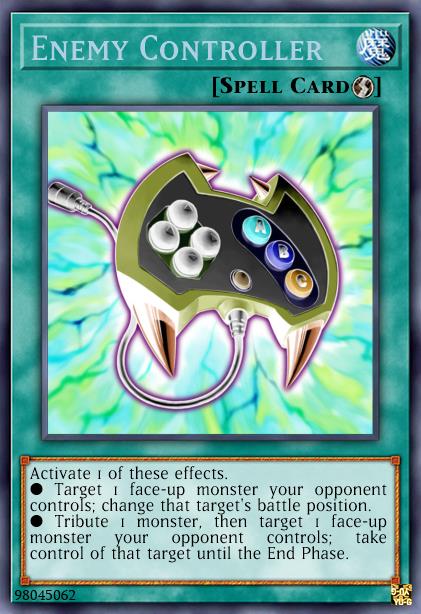 ENEMY CONTROLLER
魔
[SPELL CARD]
A
B
C
Activate 1 of these effects.
● Target 1 face-up monster your opponent
controls; change that target's battle position.
● Tribute 1 monster, then target 1 face-up
monster your opponent controls; take
control of that target until the End Phase.
98045062